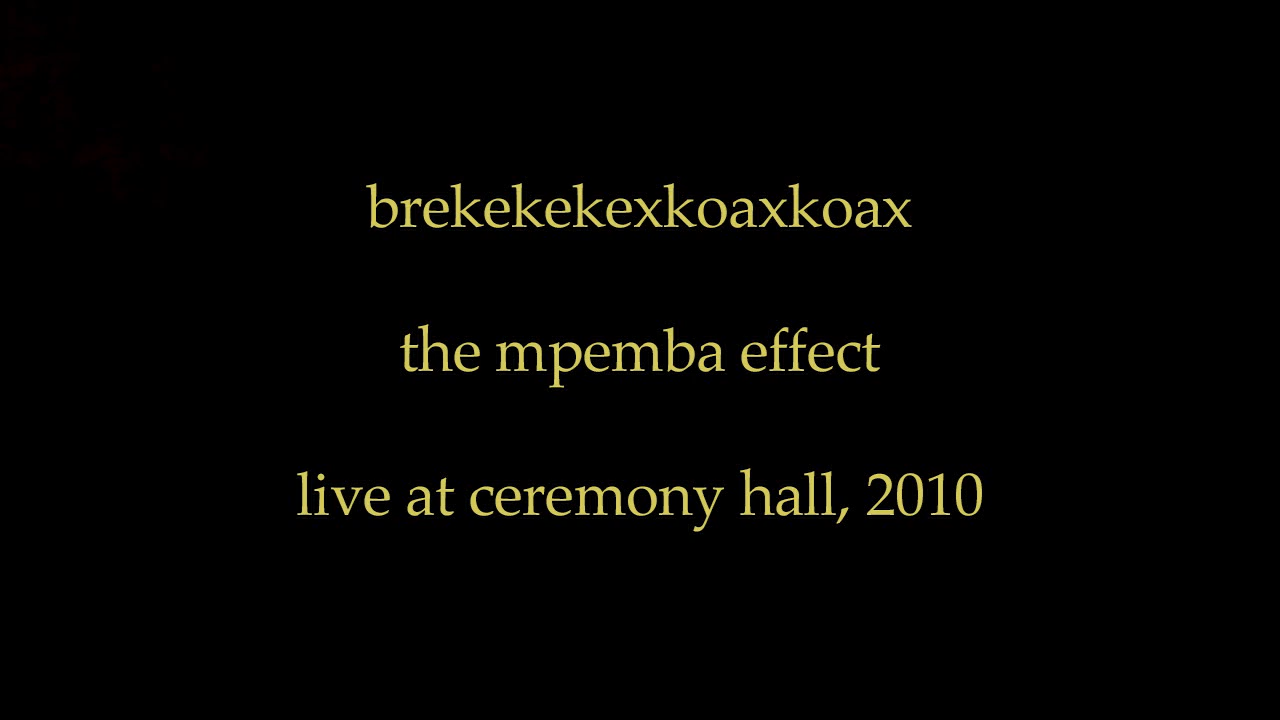 brekekekexkoaxkoax
the mpemba effect
live at ceremony hall, 2010